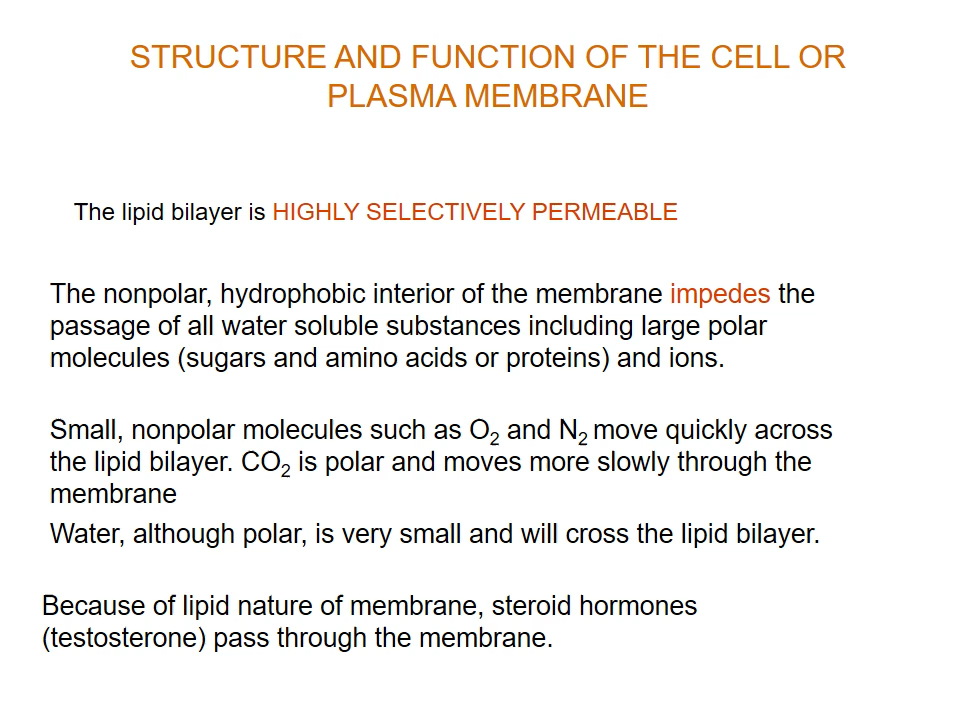 STRUCTURE AND FUNCTION OF THE CELL OR
PLASMA MEMBRANE
The lipid bilayer is HIGHLY SELECTIVELY PERMEABLE
The nonpolar, hydrophobic interior of the membrane impedes the
passage of all water soluble substances including large polar
molecules (sugars and amino acids or proteins) and ions.
Small, nonpolar molecules such as O₂ and N₂ move quickly across
the lipid bilayer. CO₂ is polar and moves more slowly through the
membrane
Water, although polar, is very small and will cross the lipid bilayer.
Because of lipid nature of membrane, steroid hormones
(testosterone) pass through the membrane.